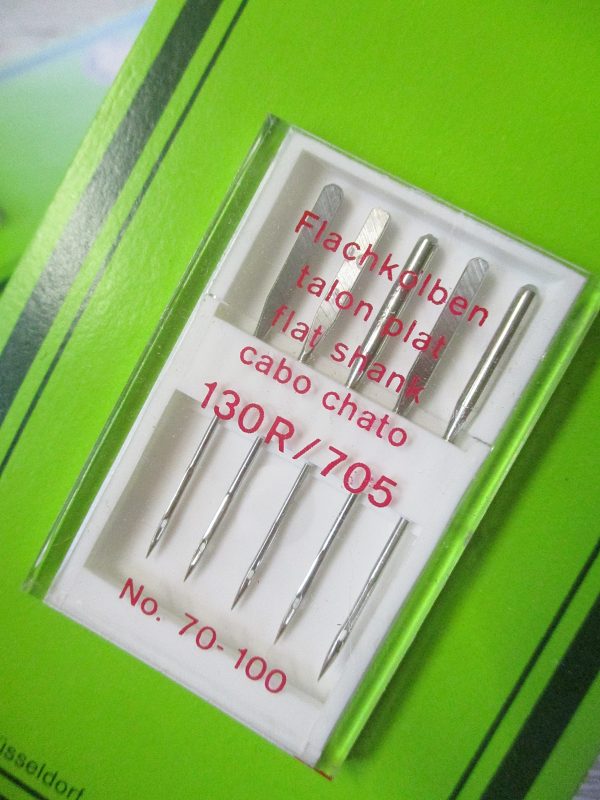 Flachkolben
talon plat
flat shank
cabo chato
130R/705
No. 70-100